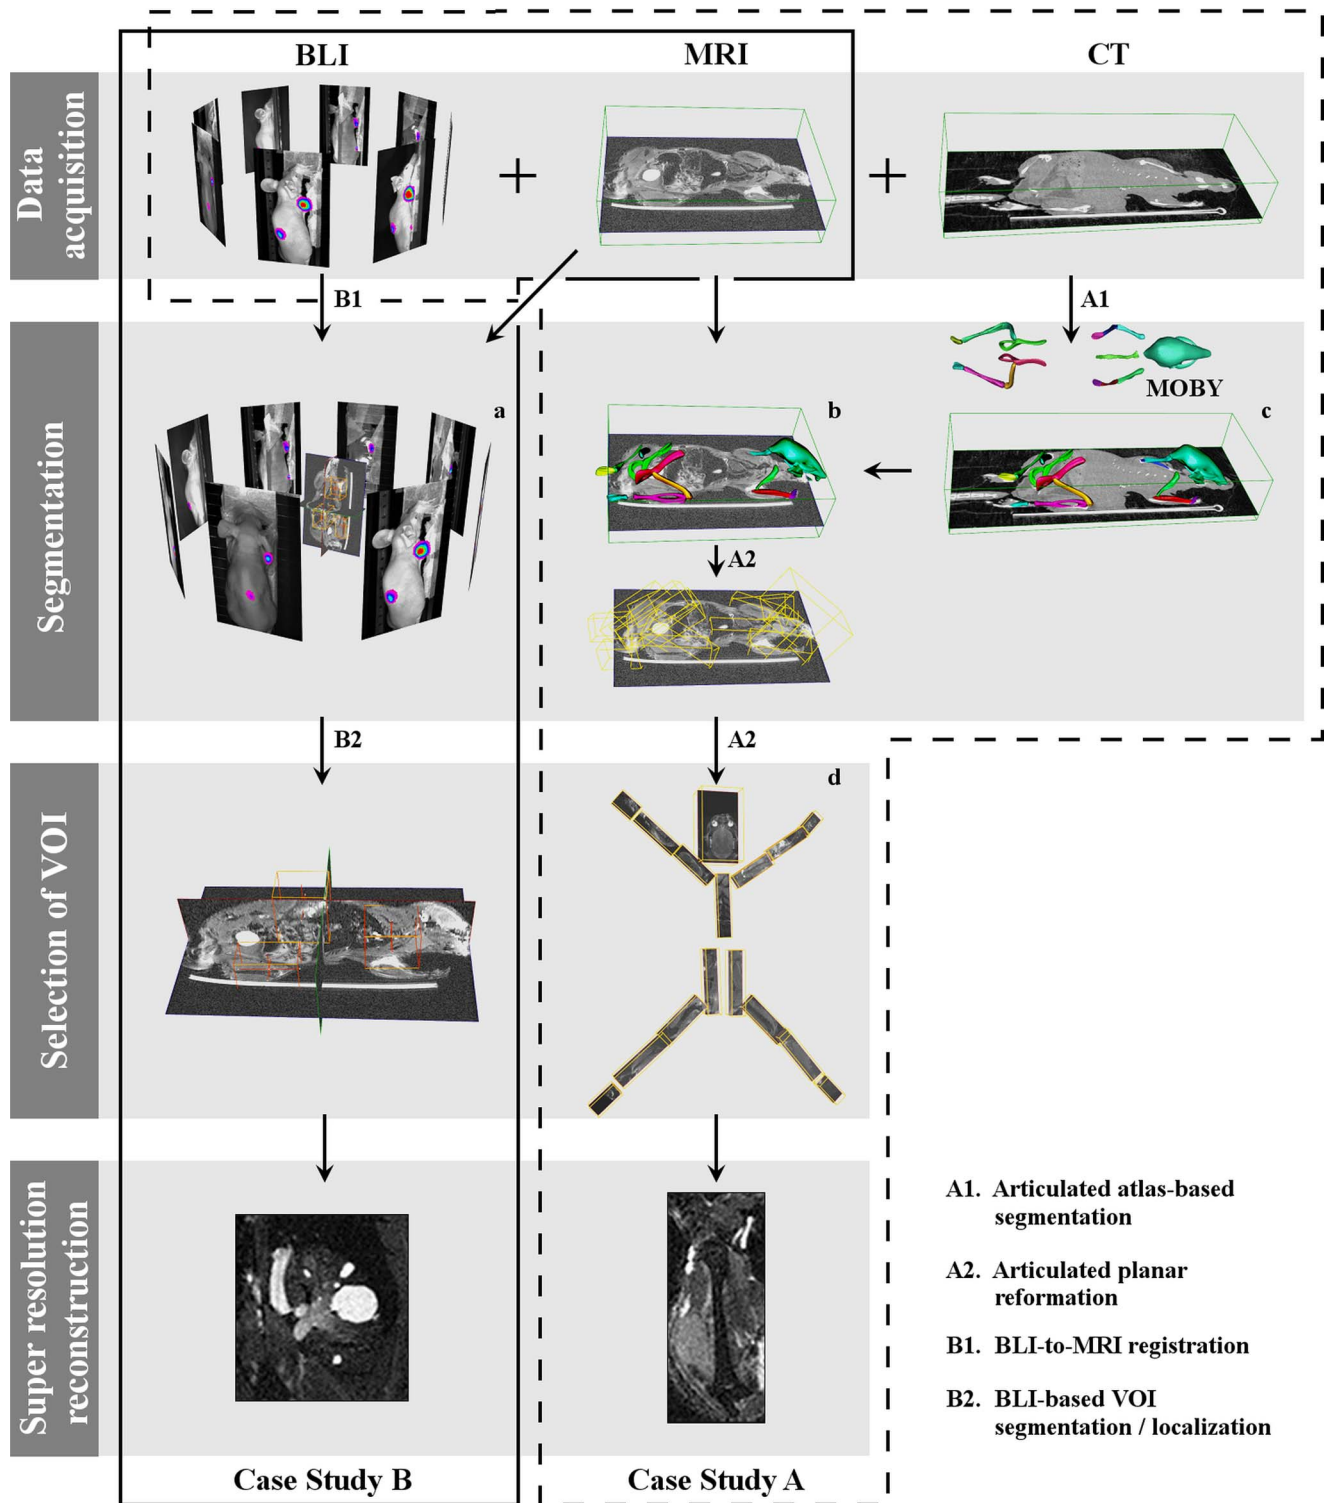 BLI
MRI
CT
Data
acquisition
+
+
B1
A1
Segmentation
MOBY
a
b
c
A2
B2
A2
Selection of VOI
d
Super resolution
reconstruction
A1. Articulated atlas-based
segmentation
A2. Articulated planar
reformation
B1. BLI-to-MRI registration
B2. BLI-based VOI
segmentation / localization
Case Study B
Case Study A